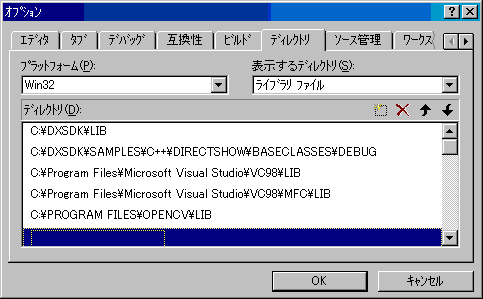 オプション
エディタ タブ デバッグ 互換性 ビルド ディレクトリ ソース管理 ワークス
プラットフォーム(P): 表示するディレクトリ(S):
Win32 ライブラリ ファイル
ディレクトリ(D):
C:¥DXSDK¥LIB
C:¥DXSDK¥SAMPLES¥C++¥DIRECTSHOW¥BASECLASSES¥DEBUG
C:¥Program Files¥Microsoft Visual Studio¥VC98¥LIB
C:¥Program Files¥Microsoft Visual Studio¥VC98¥MFC¥LIB
C:¥PROGRAM FILES¥OPENCV¥LIB
OK キャンセル